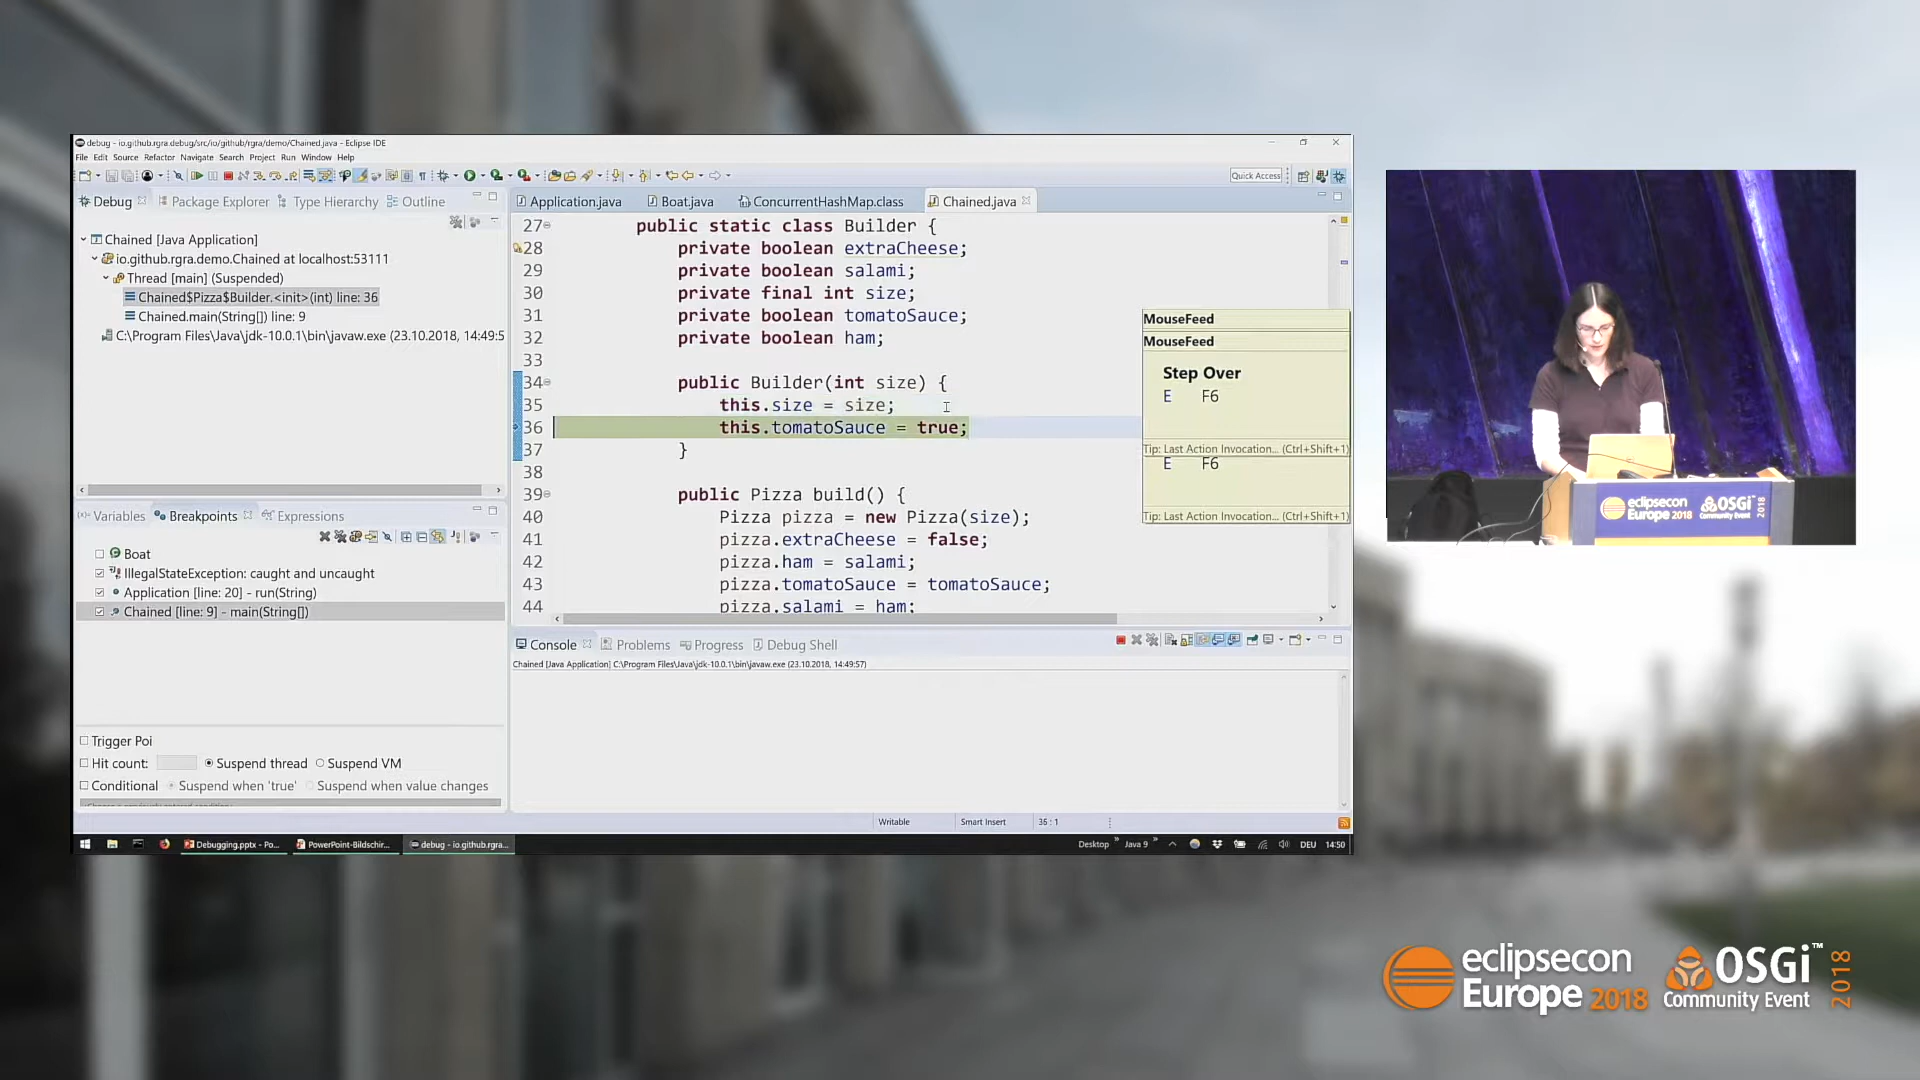 debug - io.github.rgra.debug/src/io/github/rgra/demo/Chained.java - Eclipse IDE
File Edit Source Refactor Navigate Search Project Run Window Help
Quick Access
Debug Package Explorer Type Hierarchy Outline
Chained [Java Application]
io.github.rgra.demo.Chained at localhost:53111
Thread [main] (Suspended)
Chained$Pizza$Builder.<init>(int) line: 36
Chained.main(String[]) line: 9
C:\Program Files\Java\jdk-10.0.1\bin\javaw.exe (23.10.2018, 14:49:5
Variables Breakpoints Expressions
Boat
IllegalStateException: caught and uncaught
Application [line: 20] - run(String)
Chained [line: 9] - main(String[])
Trigger Poi
Hit count: Suspend thread Suspend VM
Conditional Suspend when 'true' Suspend when value changes
Application.java Boat.java ConcurrentHashMap.class Chained.java
27 public static class Builder {
28 private boolean extraCheese;
29 private boolean salami;
30 private final int size;
31 private boolean tomatoSauce;
32 private boolean ham;
33
34 public Builder(int size) {
35 this.size = size;
36 this.tomatoSauce = true;
37 }
38
39 public Pizza build() {
40 Pizza pizza = new Pizza(size);
41 pizza.extraCheese = false;
42 pizza.ham = salami;
43 pizza.tomatoSauce = tomatoSauce;
44 pizza.salami = ham;
MouseFeed
MouseFeed
Step Over
E F6
Tip: Last Action Invocation... (Ctrl+Shift+1)
E F6
Tip: Last Action Invocation... (Ctrl+Shift+1)
Console Problems Progress Debug Shell
Chained [Java Application] C:\Program Files\Java\jdk-10.0.1\bin\javaw.exe (23.10.2018, 14:49:57)
Writable Smart Insert 36 : 1
Debugging.pptx - Po... PowerPoint-Bildschir... debug - io.github.rgra...
Desktop » Java 9 » DEU 14:50
eclipsecon
Europe 2018
OSGi
Community Event
2018
eclipsecon
Europe 2018
OSGi™
Community Event
2018